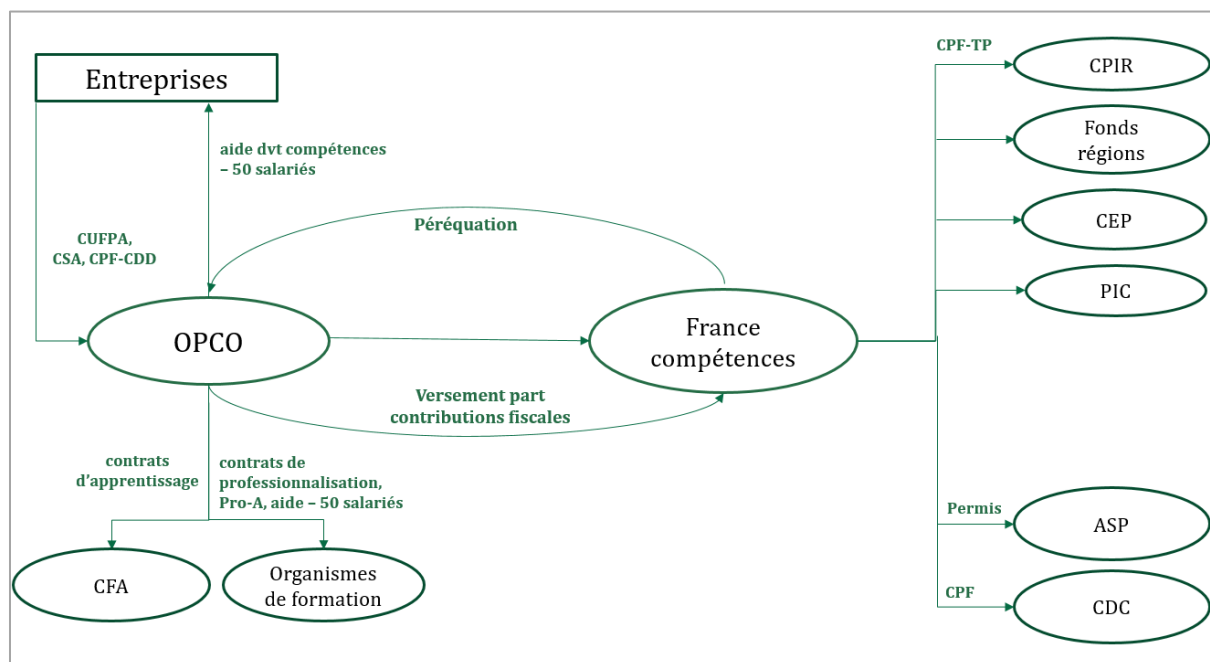 Entreprises
aide dvt compétences
– 50 salariés
CUFPA,
CSA, CPF-CDD
Péréquation
OPCO
France
compétences
Versement part
contributions fiscales
contrats
d’apprentissage
contrats de
professionnalisation,
Pro-A, aide – 50 salariés
CFA
Organismes
de formation
CPF-TP
CPIR
Fonds
régions
CEP
PIC
Permis
ASP
CPF
CDC